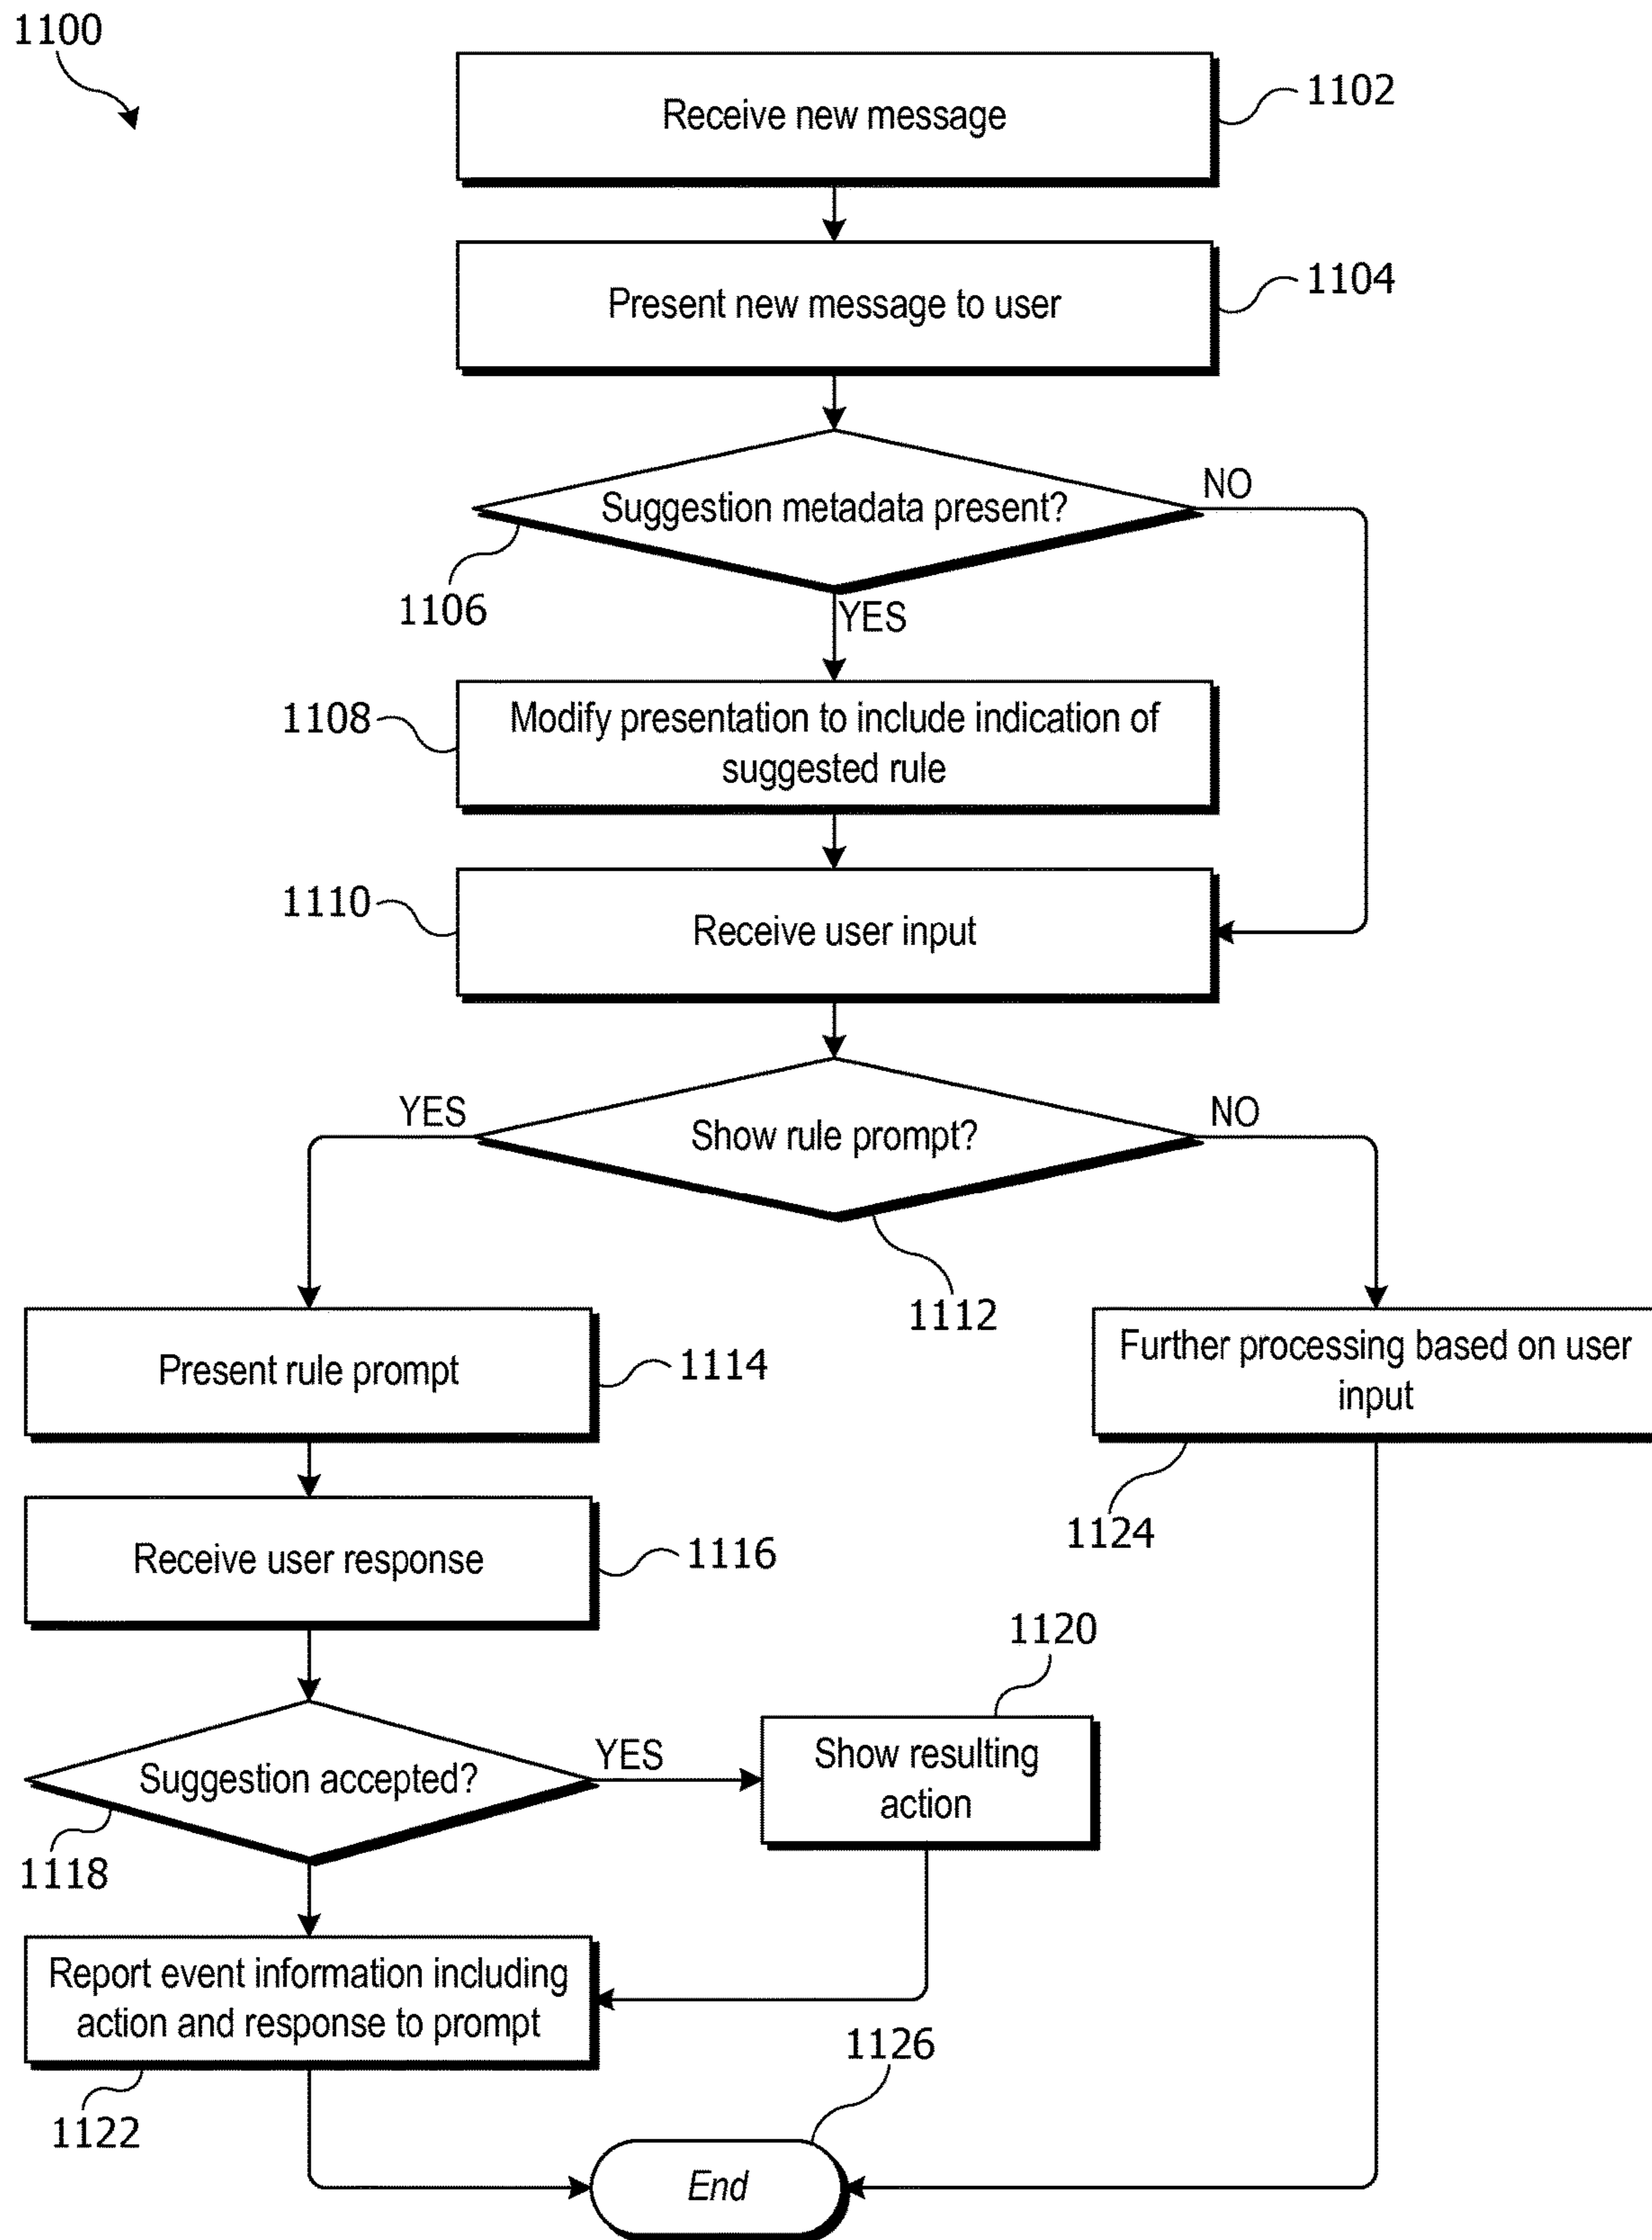 1100
Receive new message
1102
Present new message to user
1104
Suggestion metadata present?
NO
1106
YES
1108
Modify presentation to include indication of
suggested rule
1110
Receive user input
YES
Show rule prompt?
NO
1112
Present rule prompt
1114
Further processing based on user
input
1124
Receive user response
1116
1120
Suggestion accepted?
YES
Show resulting
action
1118
Report event information including
action and response to prompt
1122
1126
End